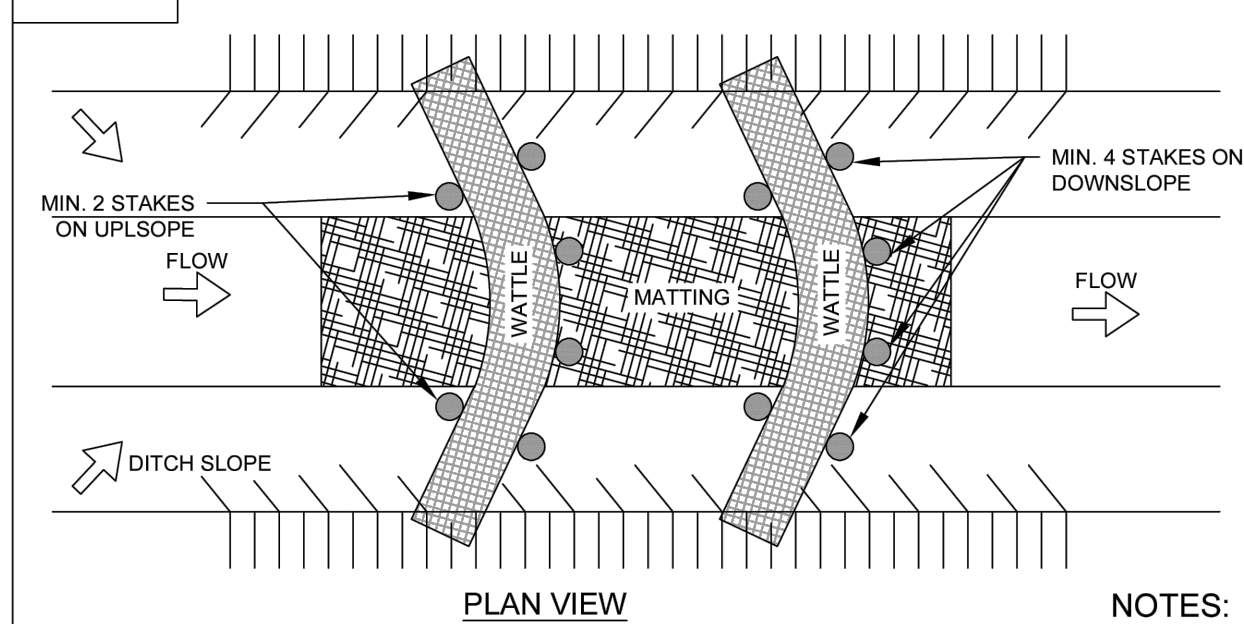 MIN. 4 STAKES ON
DOWNSLOPE
MIN. 2 STAKES
ON UPLSOPE
FLOW
WATTLE
MATTING
WATTLE
FLOW
DITCH SLOPE
PLAN VIEW
NOTES: